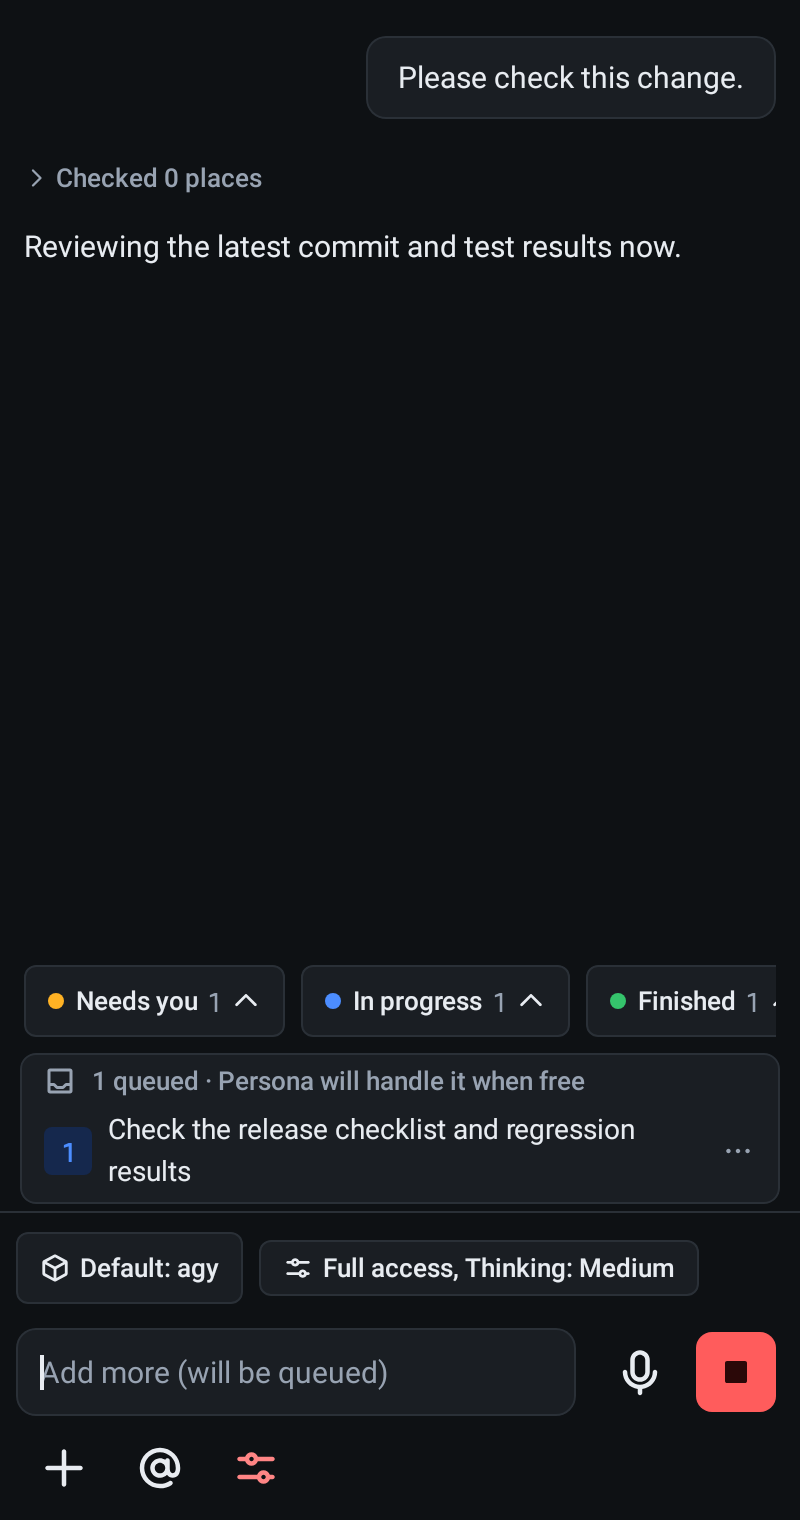 Please check this change.
Checked 0 places
Reviewing the latest commit and test results now.
Needs you 1
In progress 1
Finished 1
1 queued · Persona will handle it when free
1
Check the release checklist and regression
results
...
Default: agy
Full access, Thinking: Medium
Add more (will be queued)